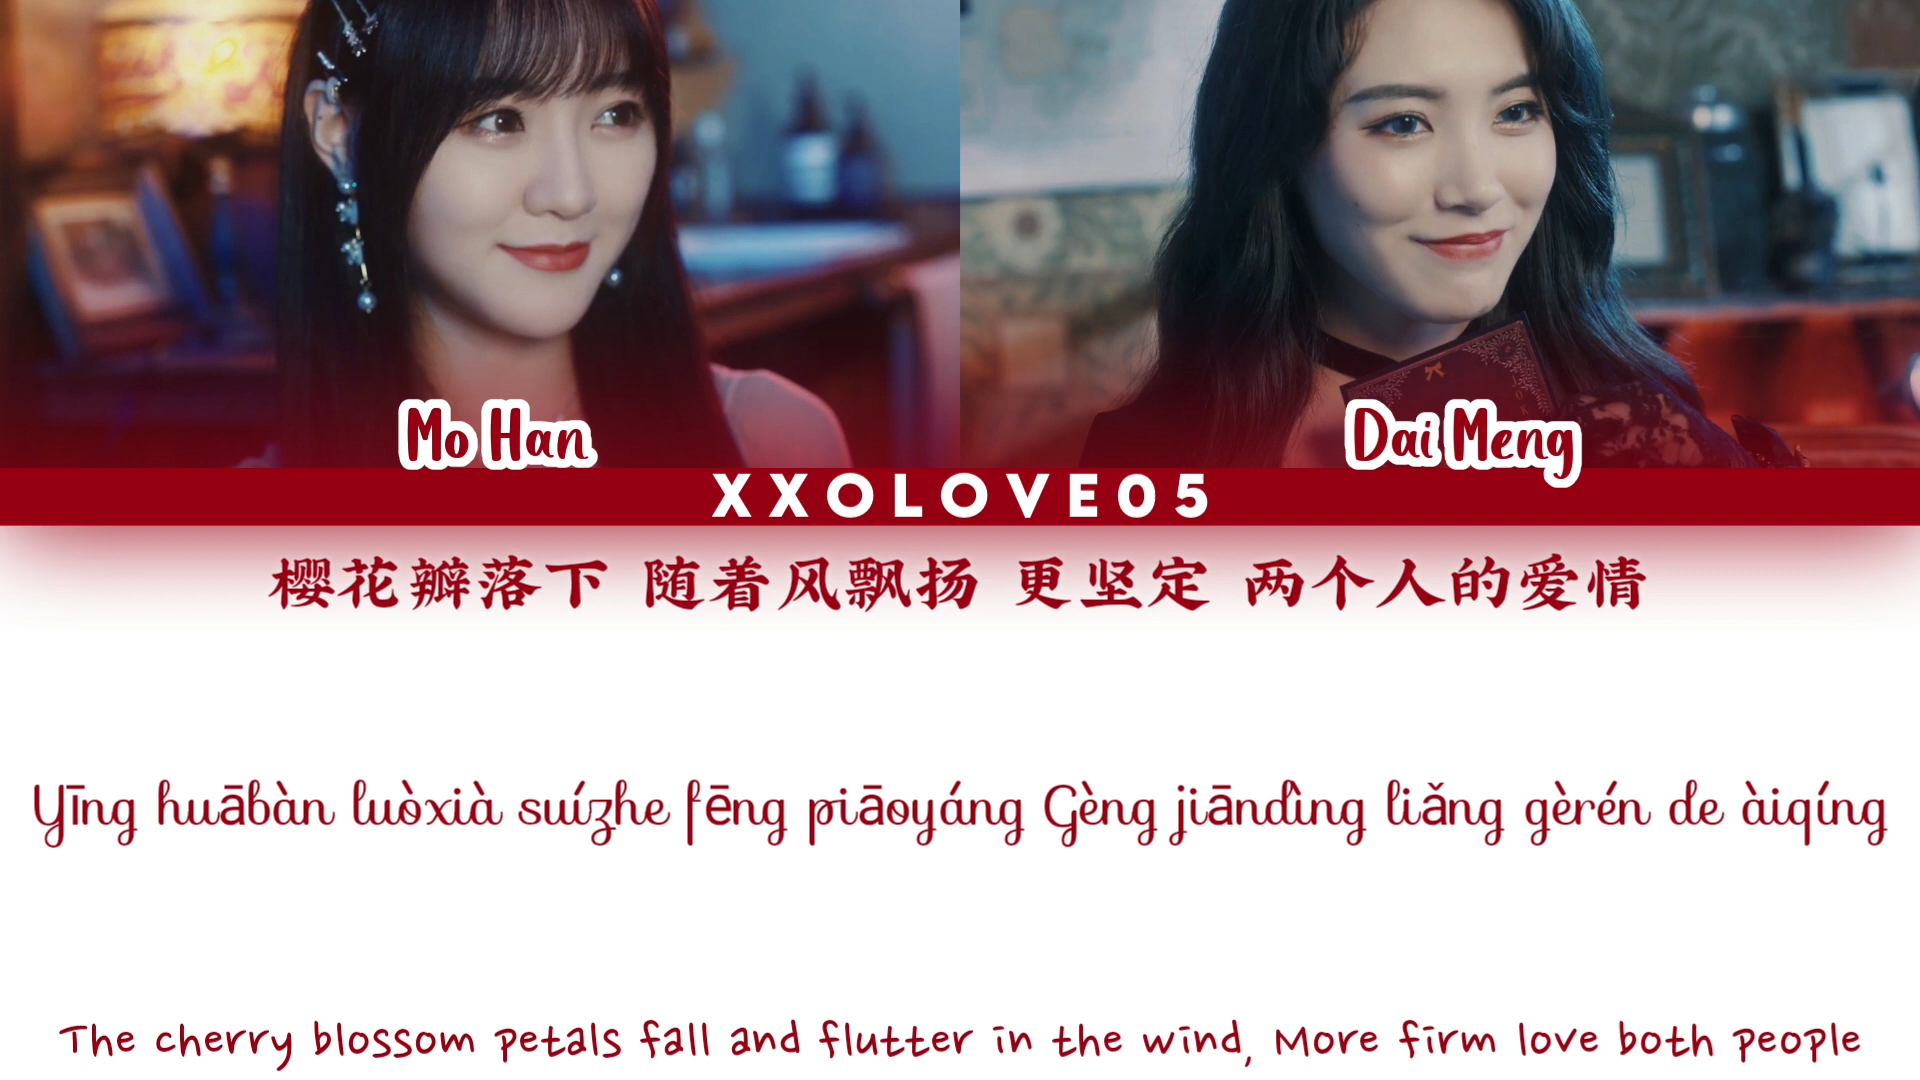 Mo Han
Dai Meng
XXOLOVE05
樱花瓣落下 随着风飘扬 更坚定 两个人的爱情
Yīng huābàn luòxià suízhe fēng piāoyáng Gèng jiāndìng liǎng gèrén de àiqíng
The cherry blossom petals fall and flutter in the wind, More firm love both people